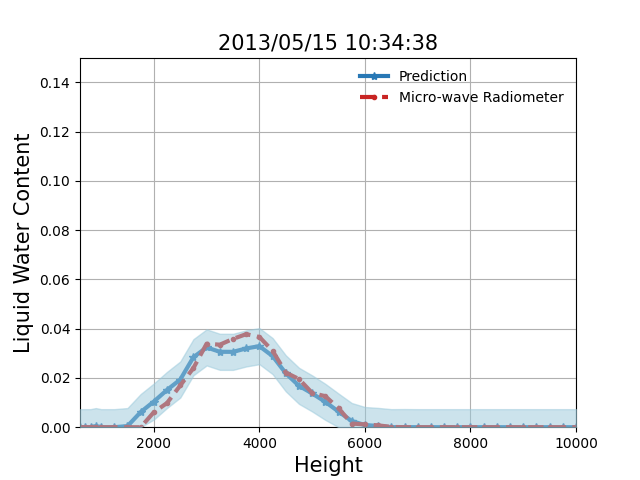 2013/05/15 10:34:38
Prediction
Micro-wave Radiometer
Liquid Water Content
0.14
0.12
0.10
0.08
0.06
0.04
0.02
0.00
2000 4000 6000 8000 10000
Height